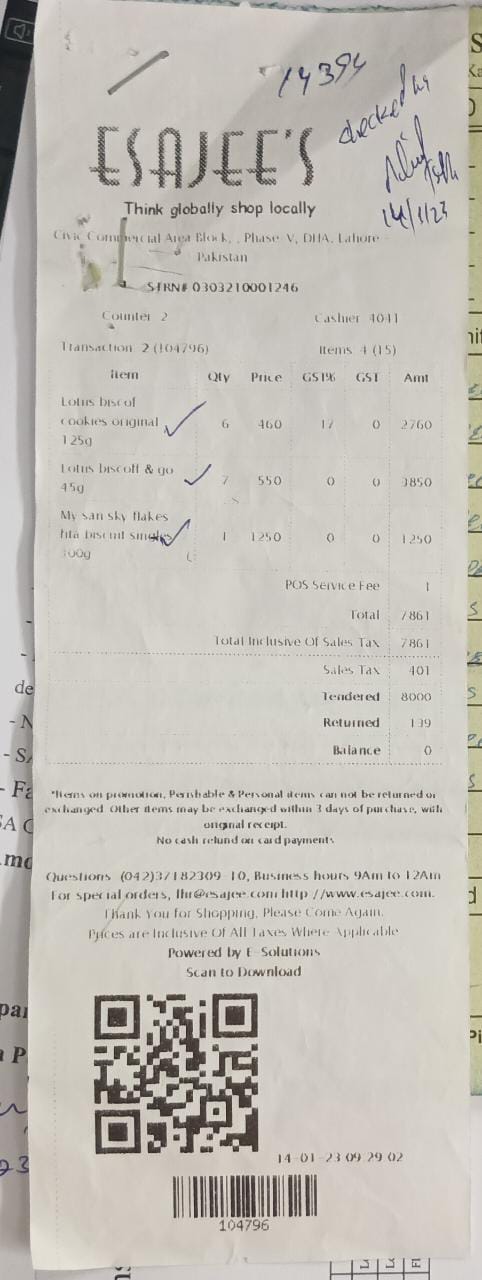 14394
checked by
14/1/23
ESAJEE'S
Think globally shop locally
Civic Commercial Area Block, , Phase V, DHA, Lahore
Pakistan
STRN# 0303210001246
Counter 2 Cashier 4041
Transaction 2 (104796) Items 4 (15)
Item Qty Price GST% GST Amt
Lotus biscof
cookies original 6 460 17 0 2760
125g
Lotus biscoff & go 7 550 0 0 3850
45g
My san sky flakes
fita biscuit singles 1 1250 0 0 1250
300g
POS Service Fee 1
Total 7861
Total Inclusive Of Sales Tax 7861
Sales Tax 401
Tendered 8000
Returned 139
Balance 0
*Items on promotion, Perishable & Personal items can not be returned or
exchanged. Other items may be exchanged within 3 days of purchase, with
original receipt.
No cash refund on card payments
Questions (042)37182309-10, Business hours 9Am to 12Am
For special orders, lhr@esajee.com http://www.esajee.com.
Thank You for Shopping, Please Come Again.
Prices are Inclusive Of All Taxes Where Applicable
Powered by E-Solutions
Scan to Download
14-01-23 09:29:02
104796